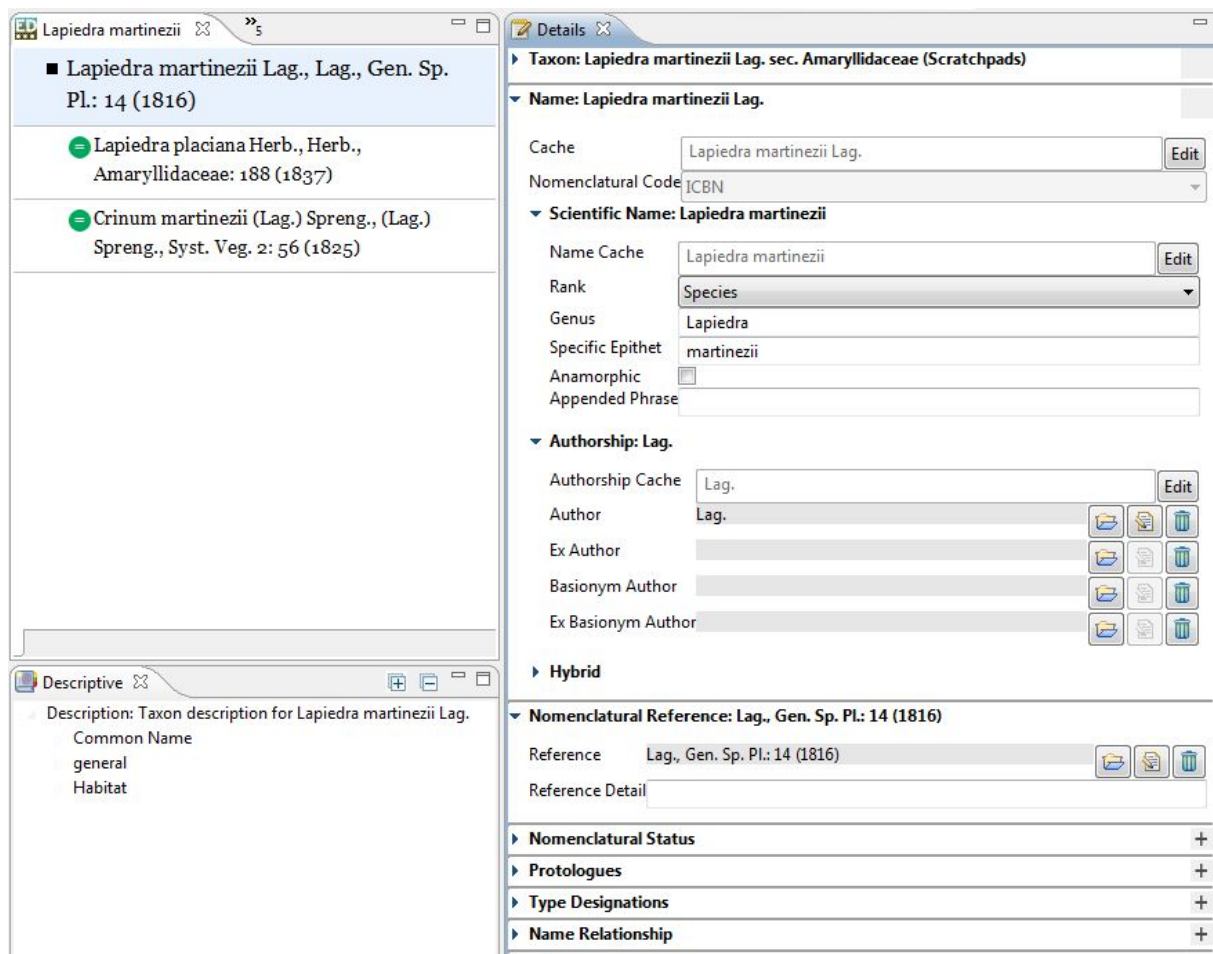 Lapiedra martinezii
»5
Lapiedra martinezii Lag., Lag., Gen. Sp.
Pl.: 14 (1816)
Lapiedra placiana Herb., Herb.,
Amaryllidaceae: 188 (1837)
Crinum martinezii (Lag.) Spreng., (Lag.)
Spreng., Syst. Veg. 2: 56 (1825)
Descriptive
Description: Taxon description for Lapiedra martinezii Lag.
Common Name
general
Habitat
Details
Taxon: Lapiedra martinezii Lag. sec. Amaryllidaceae (Scratchpads)
Name: Lapiedra martinezii Lag.
Cache Lapiedra martinezii Lag. Edit
Nomenclatural Code ICBN
Scientific Name: Lapiedra martinezii
Name Cache Lapiedra martinezii Edit
Rank Species
Genus Lapiedra
Specific Epithet martinezii
Anamorphic
Appended Phrase
Authorship: Lag.
Authorship Cache Lag. Edit
Author Lag.
Ex Author
Basionym Author
Ex Basionym Author
Hybrid
Nomenclatural Reference: Lag., Gen. Sp. Pl.: 14 (1816)
Reference Lag., Gen. Sp. Pl.: 14 (1816)
Reference Detail
Nomenclatural Status +
Protologues +
Type Designations +
Name Relationship +